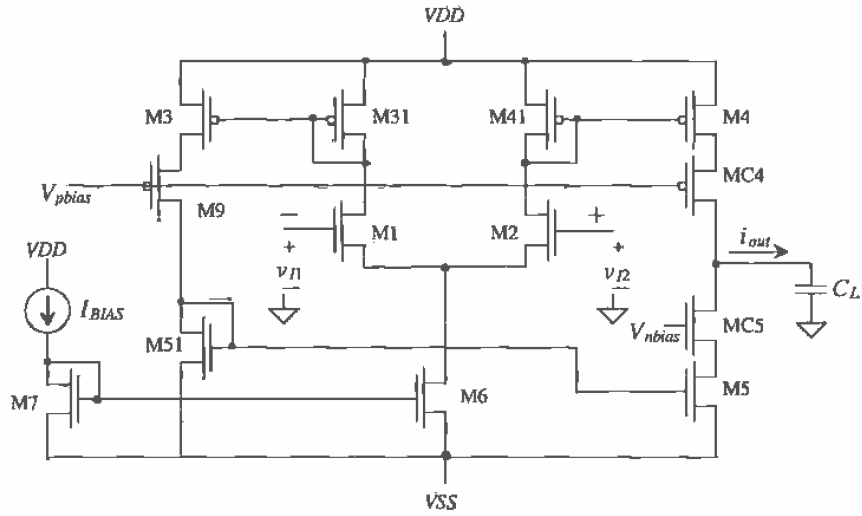 VDD
M3
M31
M41
M4
Vpbias
M9
MC4
VDD
− + M1 M2 + +
vI1 vI2
iout
CL
IBIAS
M51
Vnbias
MC5
M7
M6
M5
VSS